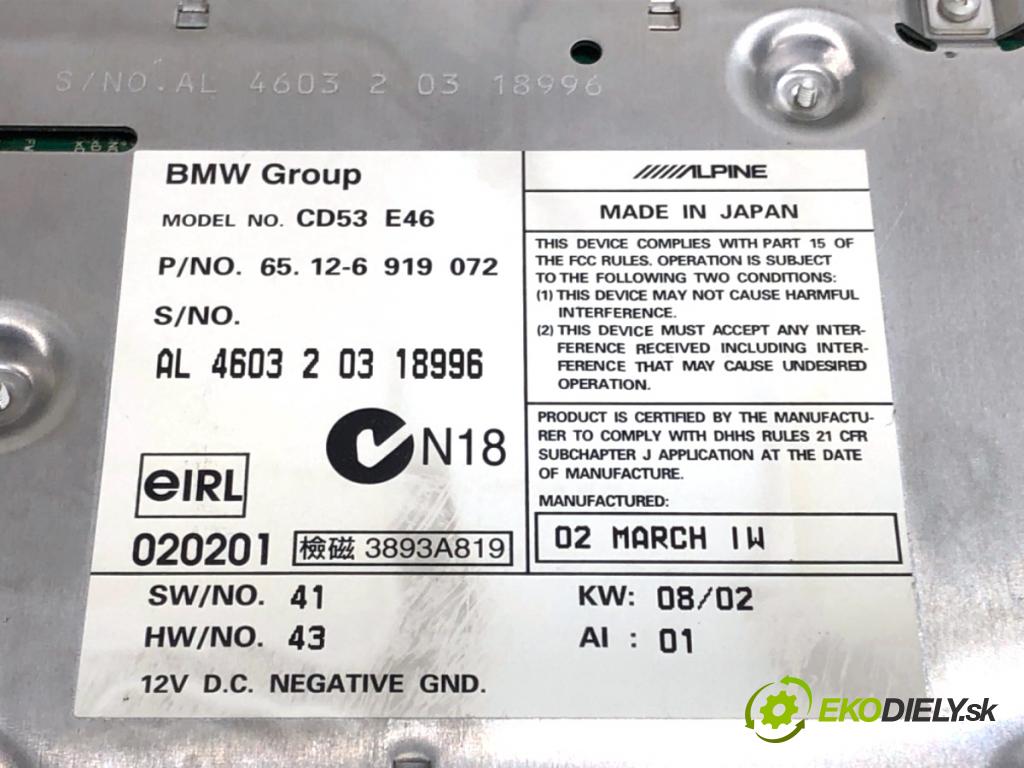 S/NO.AL 4603 2 03 18996
BMW Group
MODEL NO. CD53 E46
P/NO. 65. 12-6 919 072
S/NO.
AL 4603 2 03 18996
N18
eIRL
020201
檢磁 3893A819
ALPINE
MADE IN JAPAN
THIS DEVICE COMPLIES WITH PART 15 OF
THE FCC RULES. OPERATION IS SUBJECT
TO THE FOLLOWING TWO CONDITIONS:
(1) THIS DEVICE MAY NOT CAUSE HARMFUL
INTERFERENCE.
(2) THIS DEVICE MUST ACCEPT ANY INTER-
FERENCE RECEIVED INCLUDING INTER-
FERENCE THAT MAY CAUSE UNDESIRED
OPERATION.
PRODUCT IS CERTIFIED BY THE MANUFACTU-
RER TO COMPLY WITH DHHS RULES 21 CFR
SUBCHAPTER J APPLICATION AT THE DATE
OF MANUFACTURE.
MANUFACTURED:
02 MARCH 1W
SW/NO. 41
HW/NO. 43
12V D.C. NEGATIVE GND.
KW: 08/02
AI : 01
EKODIELY.sk